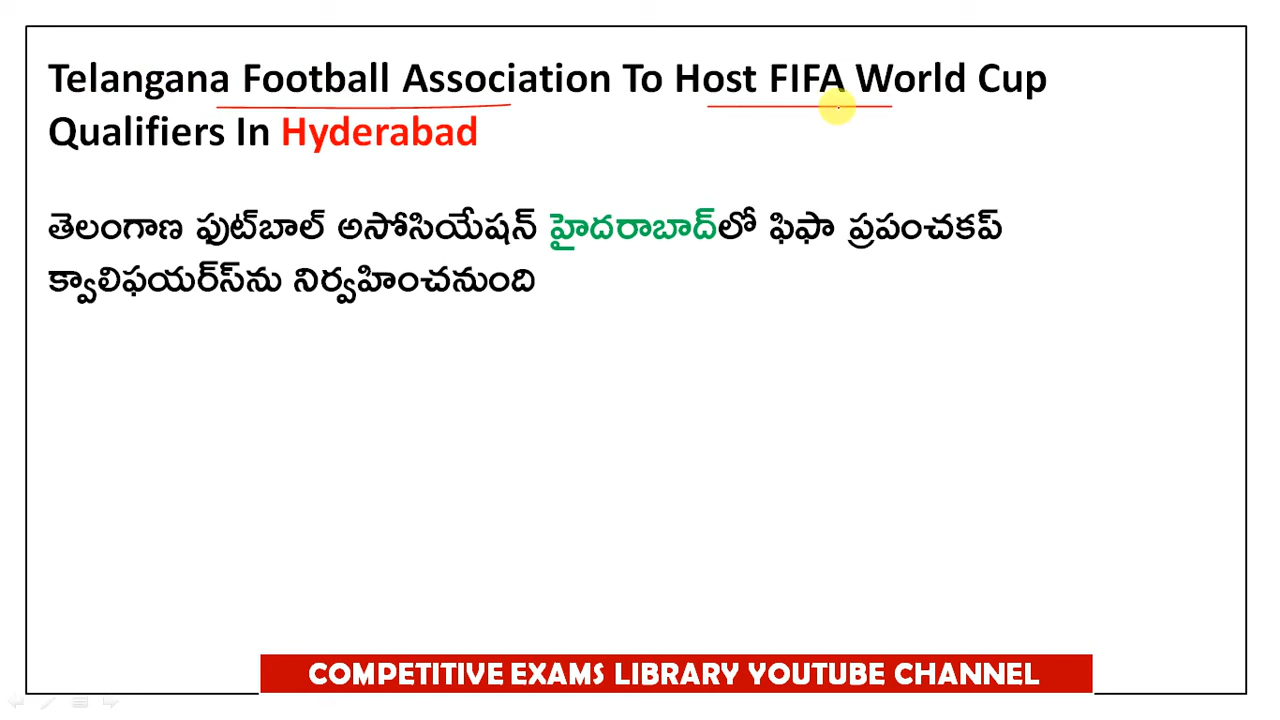 Telangana Football Association To Host FIFA World Cup
Qualifiers In Hyderabad
తెలంగాణ ఫుట్‌బాల్ అసోసియేషన్ హైదరాబాద్‌లో ఫిఫా ప్రపంచకప్
క్వాలిఫయర్స్‌ను నిర్వహించనుంది
COMPETITIVE EXAMS LIBRARY YOUTUBE CHANNEL